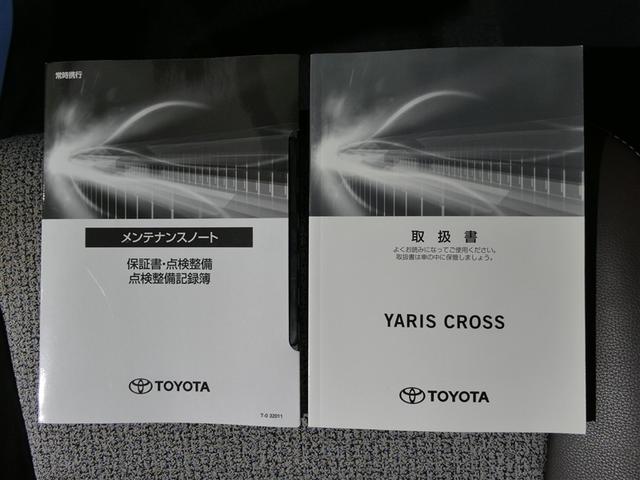 常時携行
メンテナンスノート
保証書・点検整備
点検整備記録簿
TOYOTA
T-0 32011
取扱書
よくお読みになってご使用ください。
取扱書は車の中に保管しましょう。
YARIS CROSS
TOYOTA